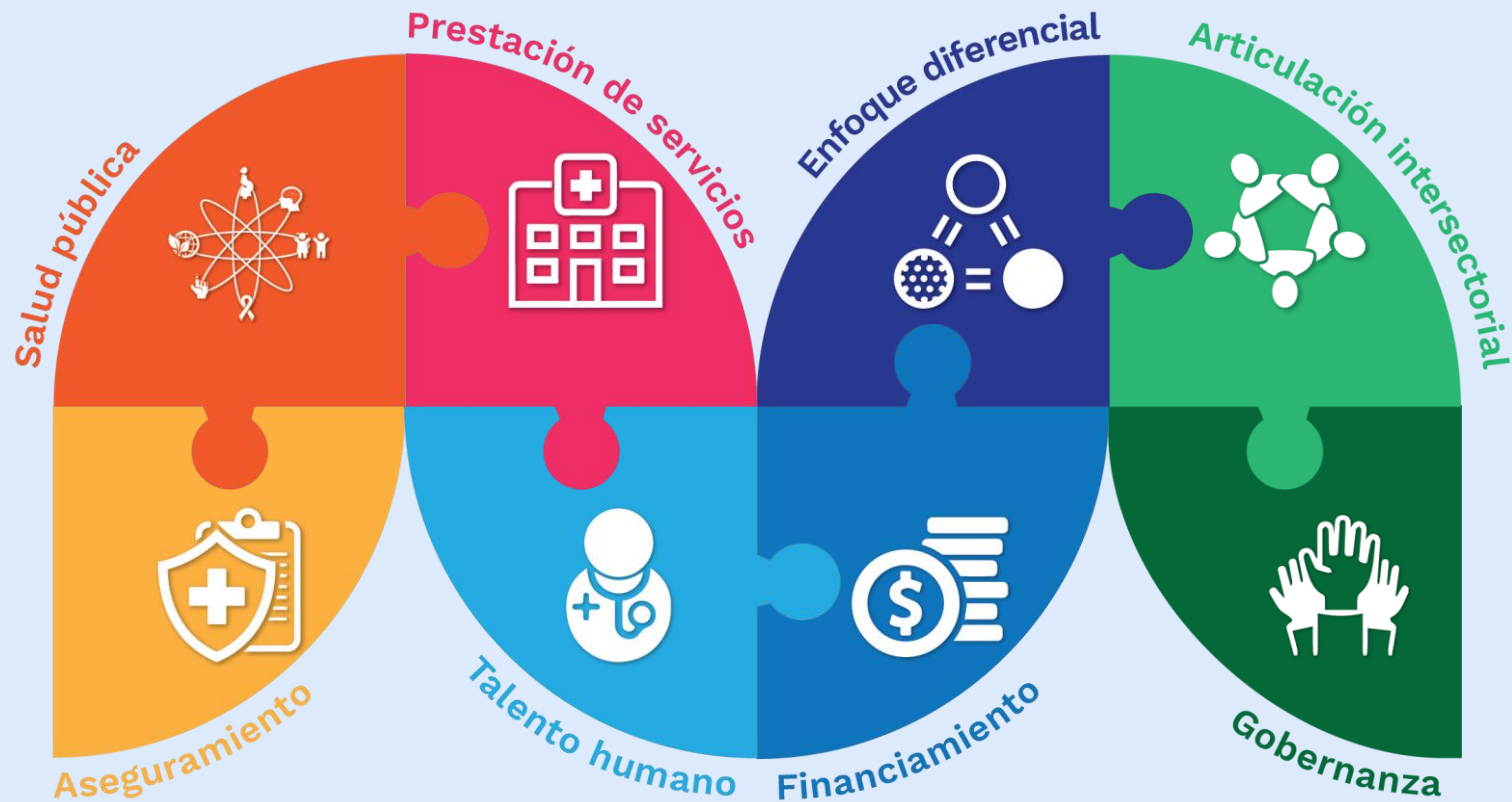 Salud pública
Prestación de servicios
Enfoque diferencial
Articulación intersectorial
$
Aseguramiento
Talento humano
Financiamiento
Gobernanza